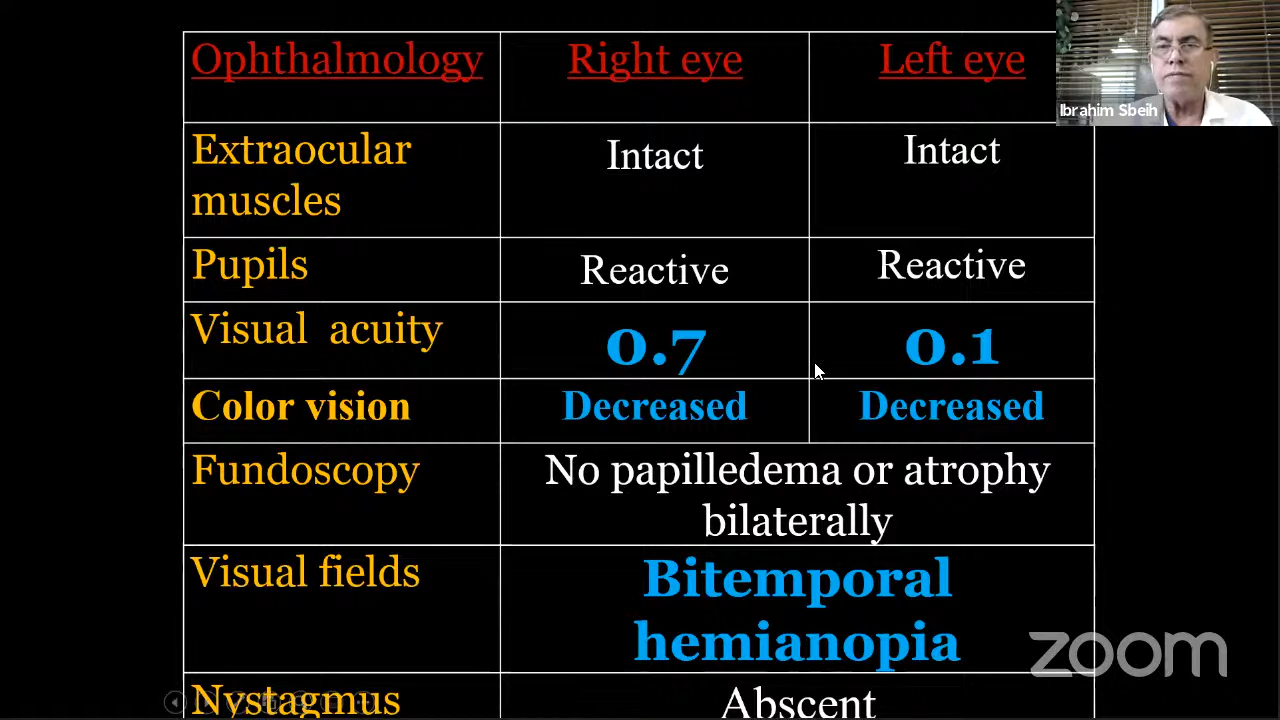 Ophthalmology Right eye Left eye
Ibrahim Sbeih
Extraocular Intact Intact
muscles
Pupils Reactive Reactive
Visual acuity 0.7 0.1
Color vision Decreased Decreased
Fundoscopy No papilledema or atrophy
bilaterally
Visual fields Bitemporal
hemianopia
zoom
Nystagmus Abscent